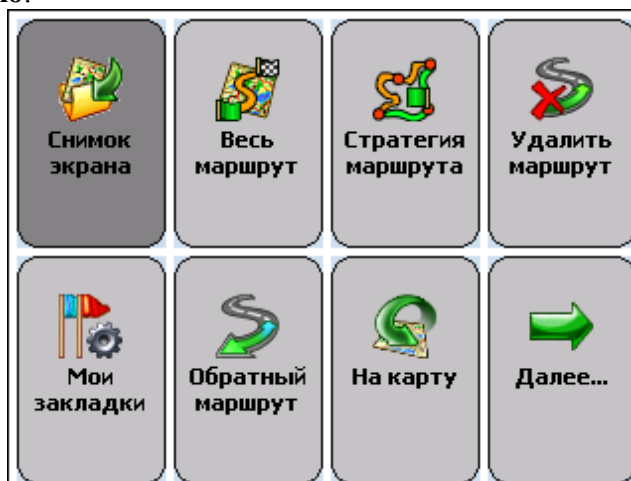 Снимок
экрана
Весь
маршрут
Стратегия
маршрута
Удалить
маршрут
Мои
закладки
Обратный
маршрут
На карту
Далее...